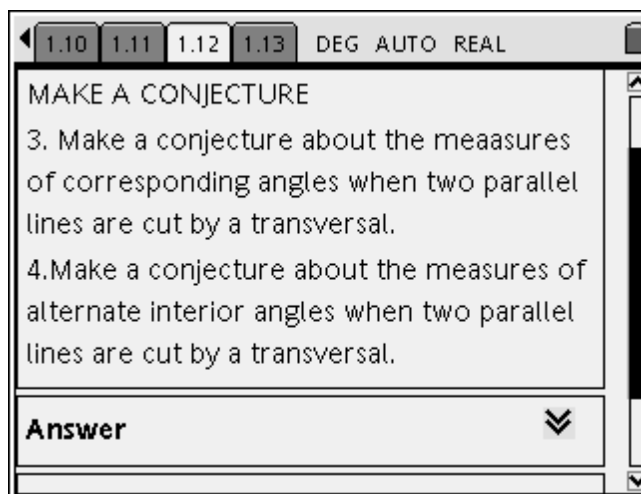 1.10 1.11 1.12 1.13 DEG AUTO REAL
MAKE A CONJECTURE
3. Make a conjecture about the meaasures
of corresponding angles when two parallel
lines are cut by a transversal.
4.Make a conjecture about the measures of
alternate interior angles when two parallel
lines are cut by a transversal.
Answer